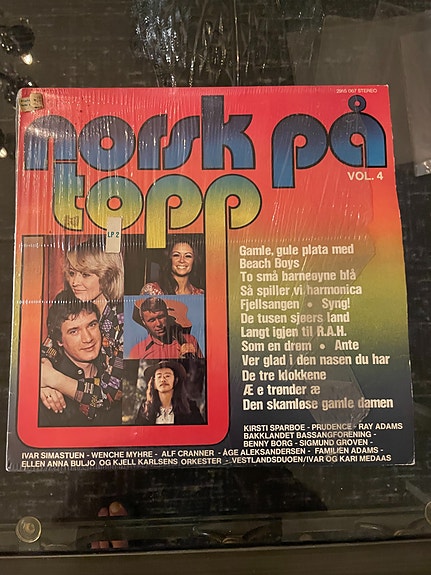 2915 067 STEREO
norsk på
topp
VOL. 4
LP 2
Gamle, gule plata med
Beach Boys
To små barneøyne blå
Så spiller vi harmonica
Fjellsangen • Syng!
De tusen sjøers land
Langt igjen til R.A.H.
Som en drøm • Ante
Ver glad i den nasen du har
De tre klokkene
Æ e trønder æ
Den skamløse gamle damen
KIRSTI SPARBOE - PRUDENCE - RAY ADAMS
BAKKLANDET BASSANGFORENING -
BENNY BORG - SIGMUND GROVEN -
IVAR SIMASTUEN - WENCHE MYHRE - ALF CRANNER - ÅGE ALEKSANDERSEN - FAMILIEN ADAMS -
ELLEN ANNA BULJO OG KJELL KARLSENS ORKESTER - VESTLANDSDUOEN/IVAR OG KARI MEDAAS